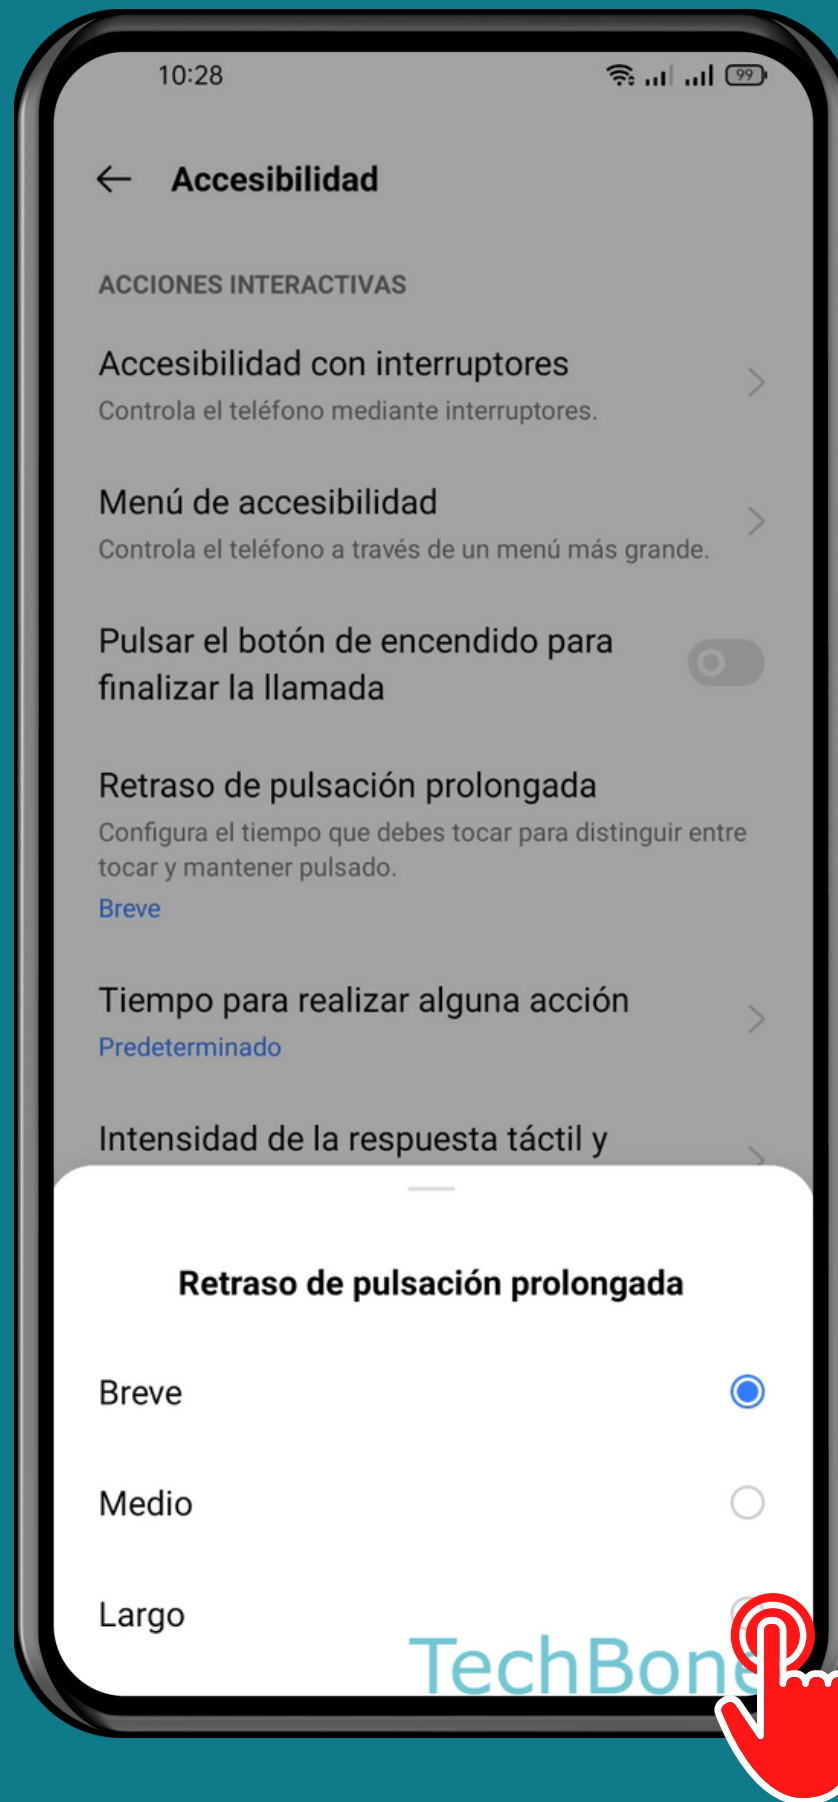 10:28
99
Accesibilidad
ACCIONES INTERACTIVAS
Accesibilidad con interruptores
Controla el teléfono mediante interruptores.
Menú de accesibilidad
Controla el teléfono a través de un menú más grande.
Pulsar el botón de encendido para
finalizar la llamada
Retraso de pulsación prolongada
Configura el tiempo que debes tocar para distinguir entre
tocar y mantener pulsado.
Breve
Tiempo para realizar alguna acción
Predeterminado
Intensidad de la respuesta táctil y
Retraso de pulsación prolongada
Breve
Medio
Largo
TechBone